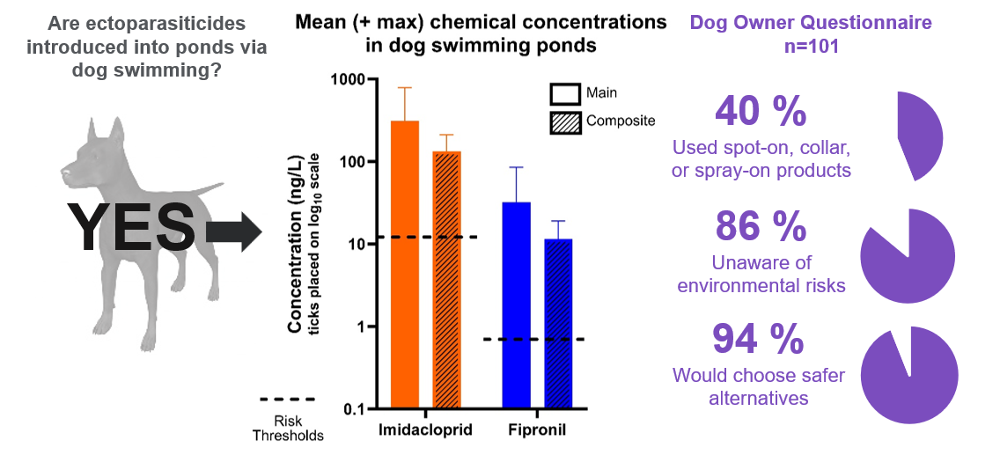 Are ectoparasiticides
introduced into ponds via
dog swimming?
YES
Mean (+ max) chemical concentrations
in dog swimming ponds
Concentration (ng/L)
ticks placed on log10 scale
1000
100
10
1
0.1
Main
Composite
Imidacloprid
Fipronil
Risk
Thresholds
Dog Owner Questionnaire
n=101
40 %
Used spot-on, collar,
or spray-on products
86 %
Unaware of
environmental risks
94 %
Would choose safer
alternatives